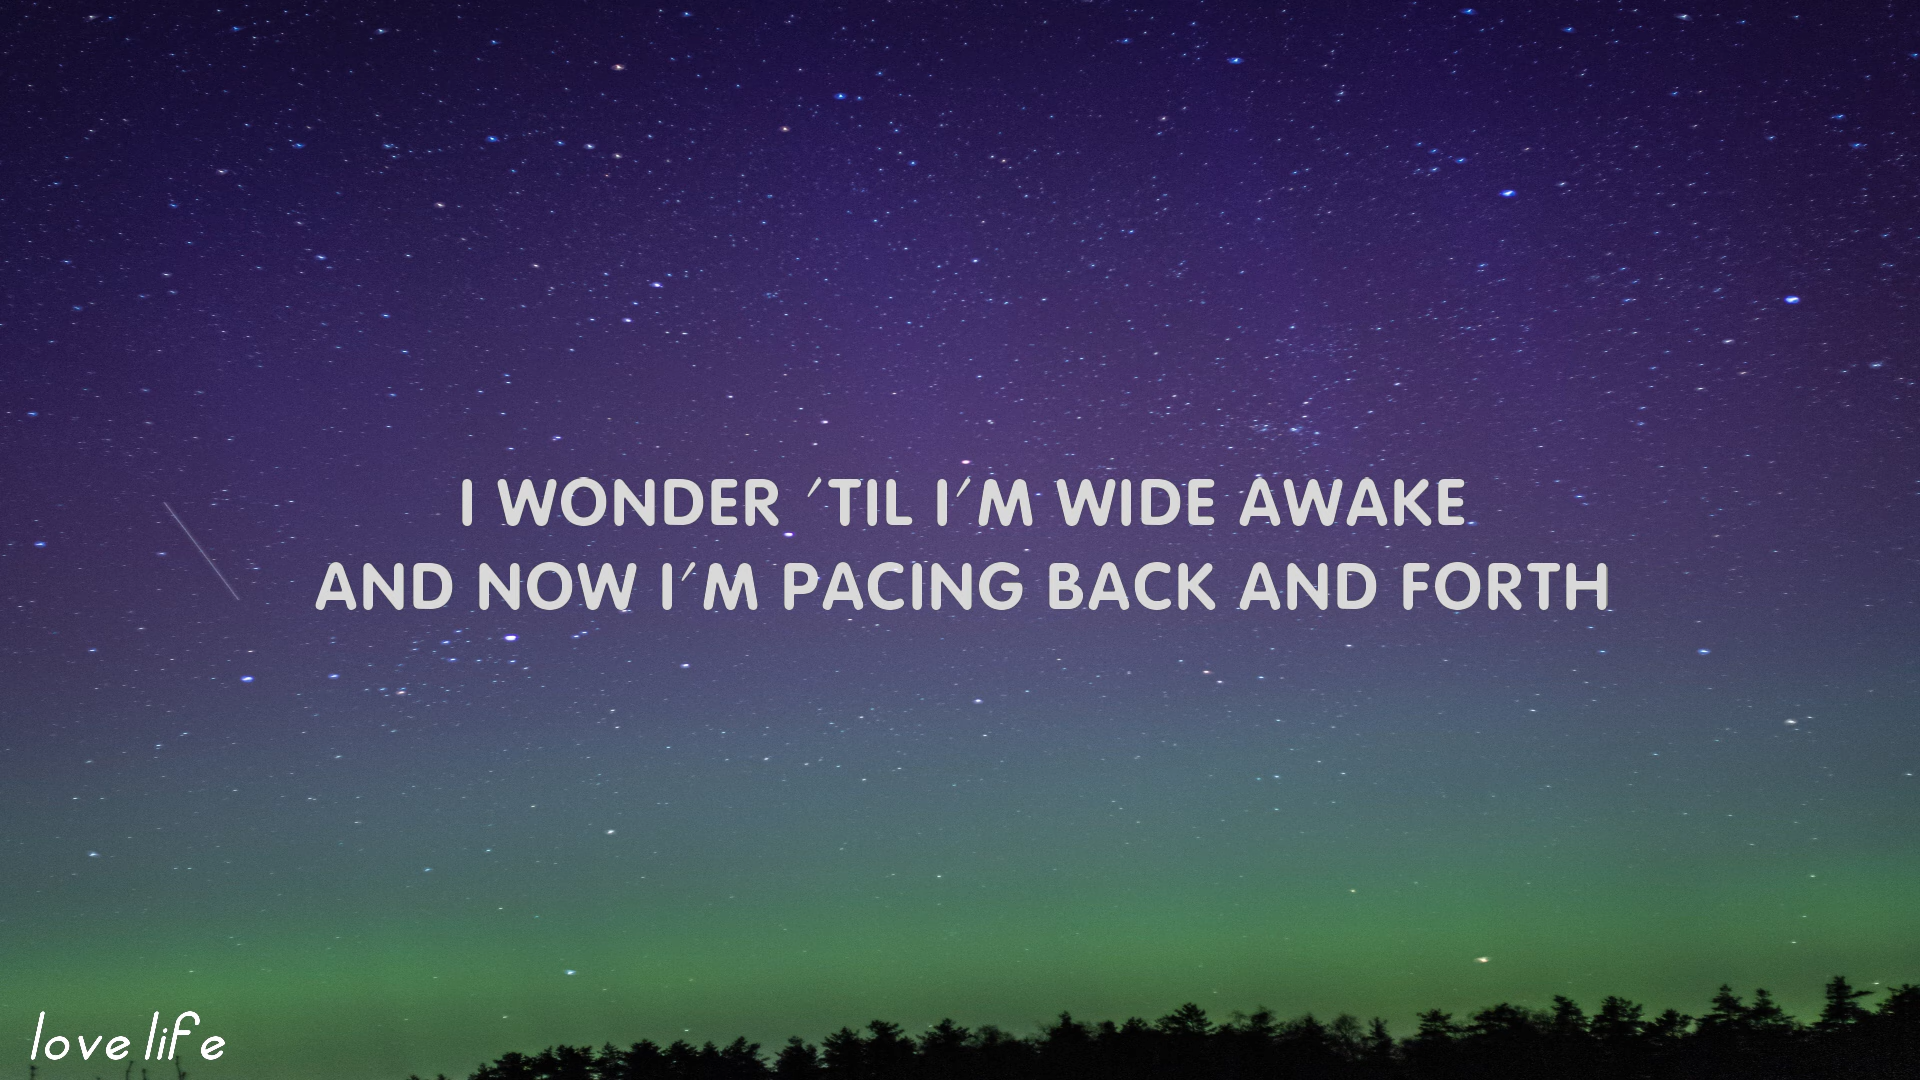 I WONDER ′TIL I′M WIDE AWAKE
AND NOW I′M PACING BACK AND FORTH
love life